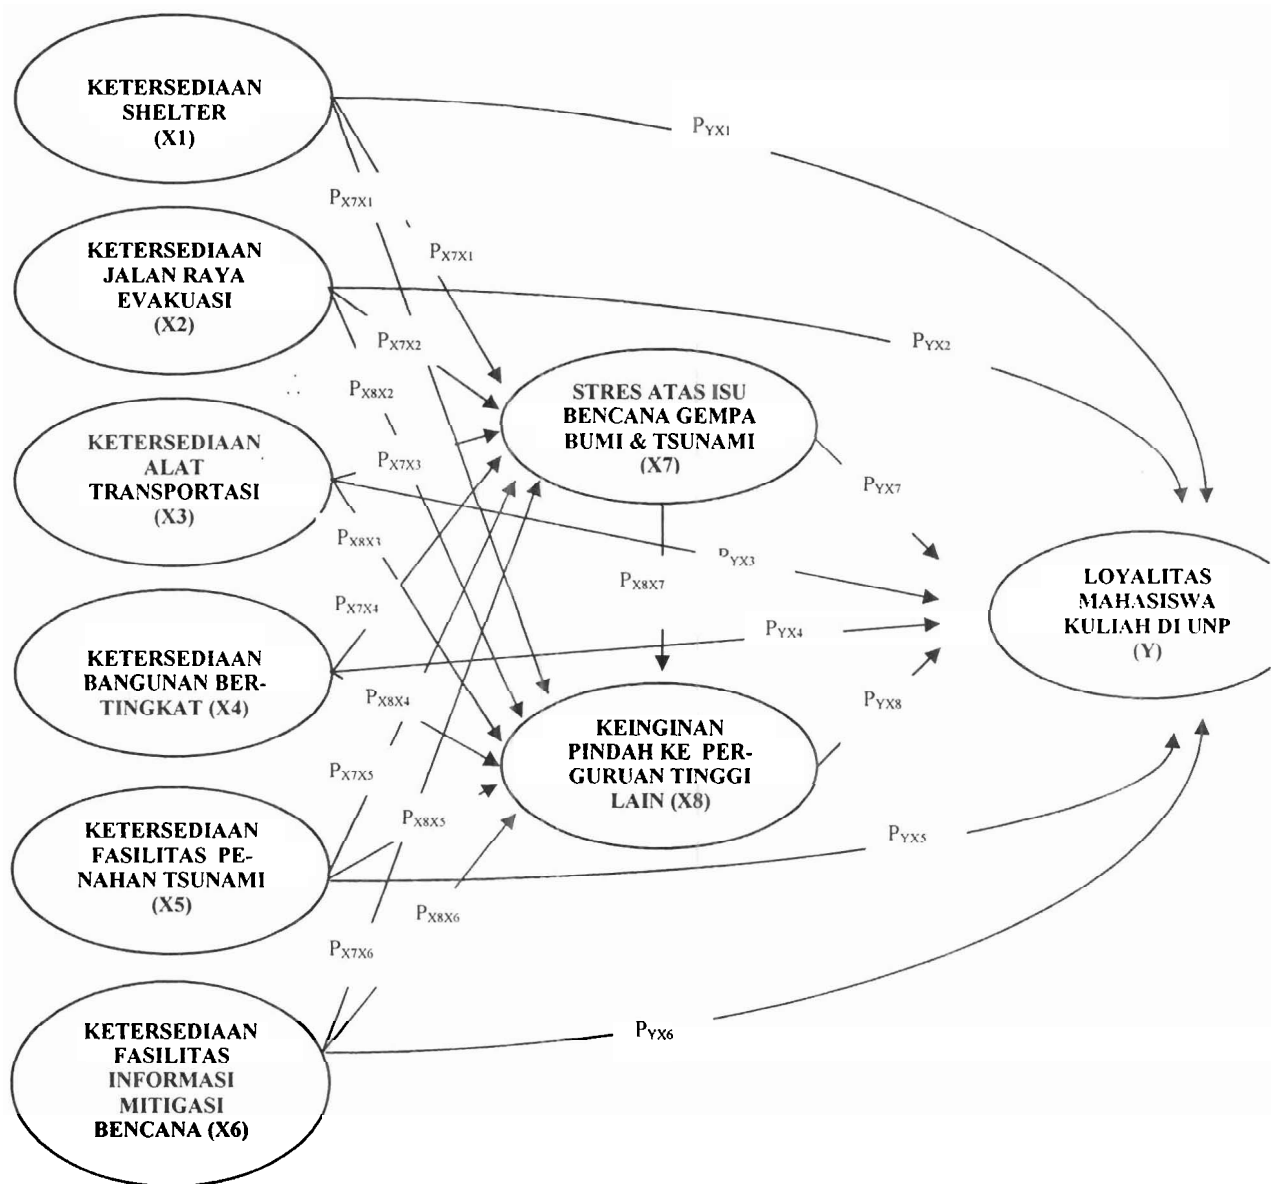 KETERSEDIAAN
SHELTER
(X1)
PYX1
PX7X1
PX7X1
KETERSEDIAAN
JALAN RAYA
EVAKUASI
(X2)
PX7X2
PYX2
PX8X2
STRES ATAS ISU
BENCANA GEMPA
BUMI & TSUNAMI
(X7)
KETERSEDIAAN
ALAT
TRANSPORTASI
(X3)
PX7X3
PYX7
PX8X3
PYX3
PX8X7
LOYALITAS
MAHASISWA
KULIAH DI UNP
(Y)
PX7X4
PYX4
KETERSEDIAAN
BANGUNAN BER-
TINGKAT (X4)
PX8X4
PYX8
KEINGINAN
PINDAH KE PER-
GURUAN TINGGI
LAIN (X8)
PX7X5
PX8X5
PYX5
KETERSEDIAAN
FASILITAS PE-
NAHAN TSUNAMI
(X5)
PX8X6
PX7X6
KETERSEDIAAN
FASILITAS
INFORMASI
MITIGASI
BENCANA (X6)
PYX6